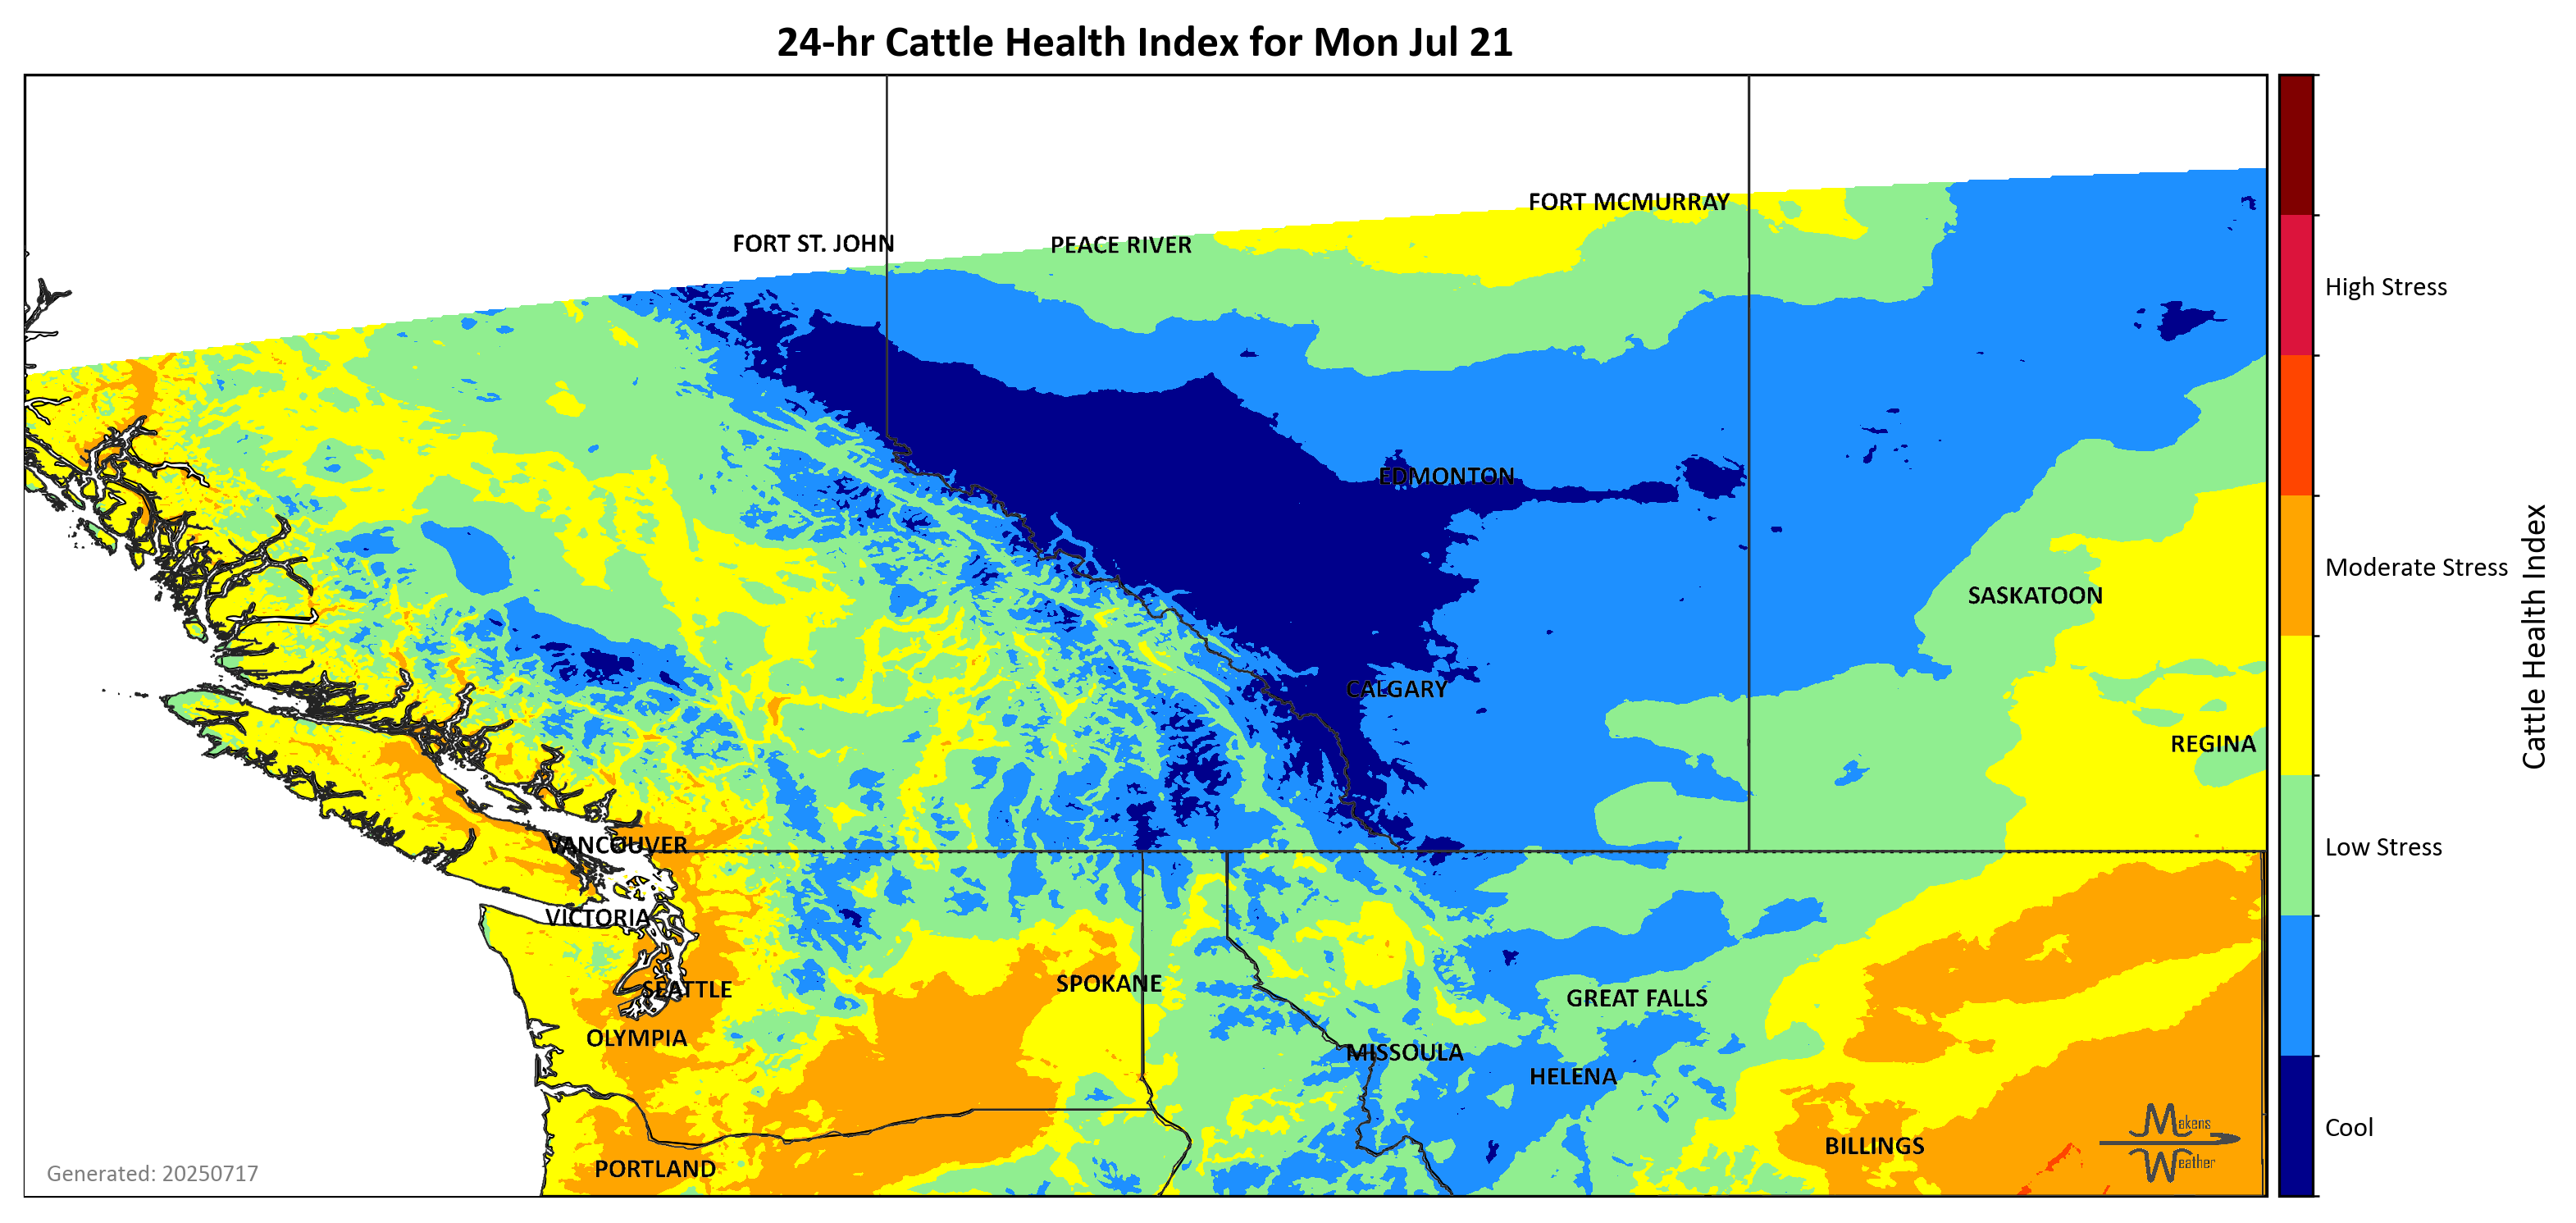 24-hr Cattle Health Index for Mon Jul 21
FORT MCMURRAY
FORT ST. JOHN
PEACE RIVER
High Stress
EDMONTON
Moderate Stress
SASKATOON
Cattle Health Index
CALGARY
REGINA
VANCOUVER
Low Stress
VICTORIA
SPOKANE
SEATTLE
GREAT FALLS
OLYMPIA
MISSOULA
HELENA
Makens
Weather
Cool
BILLINGS
PORTLAND
Generated: 20250717